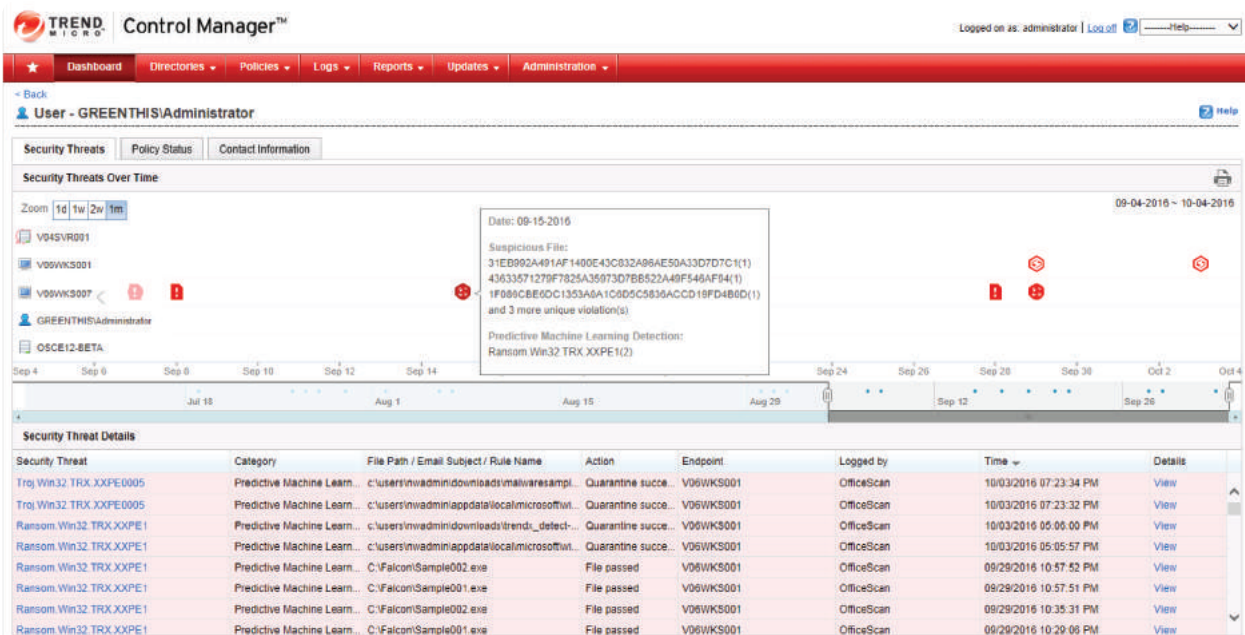 TREND MICRO Control Manager™
Logged on as: administrator | Log off ? --------Help--------
Dashboard Directories Policies Logs Reports Updates Administration
< Back
User - GREENTHIS\Administrator
? Help
Security Threats Policy Status Contact Information
Security Threats Over Time
Zoom 1d 1w 2w 1m
09-04-2016 ~ 10-04-2016
V04SVR001
V06WKS001
V06WKS007
GREENTHIS\Administrator
OSCE12-BETA
Date: 09-15-2016
Suspicious File:
31EB992A491AF1400E43C832A96AE50A33D7D7C1(1)
43633571279F7825A35973D7BB522A49F546AF94(1)
1F086CBE6DC1353A0A1C6D5C5836ACCD19FD4B0D(1)
and 3 more unique violation(s)
Predictive Machine Learning Detection:
Ransom.Win32.TRX.XXPE1(2)
Sep 4 Sep 6 Sep 8 Sep 10 Sep 12 Sep 14 Sep 24 Sep 26 Sep 28 Sep 30 Oct 2 Oct 4
Jul 18 Aug 1 Aug 15 Aug 29 Sep 12 Sep 26
Security Threat Details
Security Threat Category File Path / Email Subject / Rule Name Action Endpoint Logged by Time Details
Troj.Win32.TRX.XXPE0005 Predictive Machine Learn... c:\users\nwadmin\downloads\malwaresampl... Quarantine succe... V06WKS001 OfficeScan 10/03/2016 07:23:34 PM View
Troj.Win32.TRX.XXPE0005 Predictive Machine Learn... c:\users\nwadmin\appdata\local\microsoft\wi... Quarantine succe... V06WKS001 OfficeScan 10/03/2016 07:23:32 PM View
Ransom.Win32.TRX.XXPE1 Predictive Machine Learn... c:\users\nwadmin\downloads\trendx_detect-... Quarantine succe... V06WKS001 OfficeScan 10/03/2016 05:06:00 PM View
Ransom.Win32.TRX.XXPE1 Predictive Machine Learn... c:\users\nwadmin\appdata\local\microsoft\wi... Quarantine succe... V06WKS001 OfficeScan 10/03/2016 05:05:57 PM View
Ransom.Win32.TRX.XXPE1 Predictive Machine Learn... C:\Falcon\Sample002.exe File passed V06WKS001 OfficeScan 09/29/2016 10:57:52 PM View
Ransom.Win32.TRX.XXPE1 Predictive Machine Learn... C:\Falcon\Sample001.exe File passed V06WKS001 OfficeScan 09/29/2016 10:57:51 PM View
Ransom.Win32.TRX.XXPE1 Predictive Machine Learn... C:\Falcon\Sample002.exe File passed V06WKS001 OfficeScan 09/29/2016 10:35:31 PM View
Ransom.Win32.TRX.XXPE1 Predictive Machine Learn... C:\Falcon\Sample001.exe File passed V06WKS001 OfficeScan 09/29/2016 10:29:06 PM View